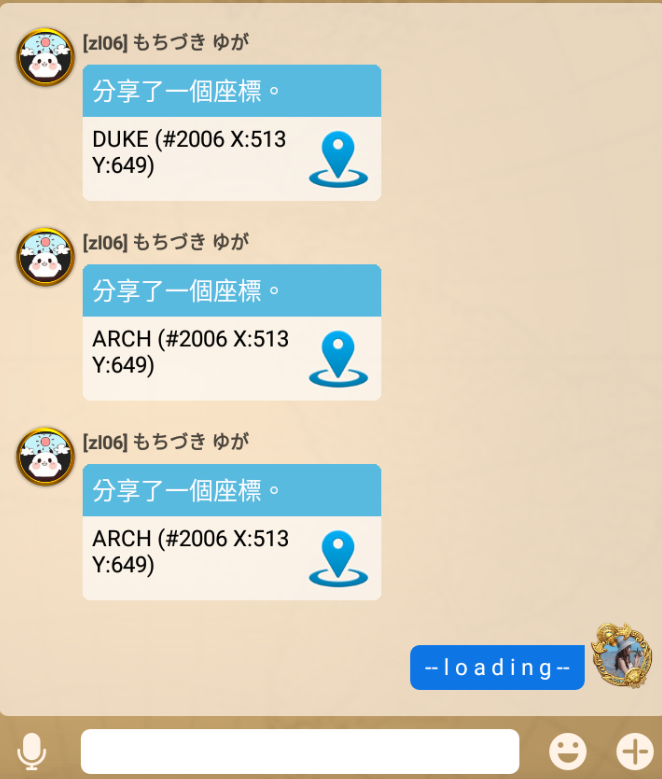 [zl06] もちづき ゆが
分享了一個座標。
DUKE (#2006 X:513
Y:649)
[zl06] もちづき ゆが
分享了一個座標。
ARCH (#2006 X:513
Y:649)
[zl06] もちづき ゆが
分享了一個座標。
ARCH (#2006 X:513
Y:649)
-- l o a d i n g --